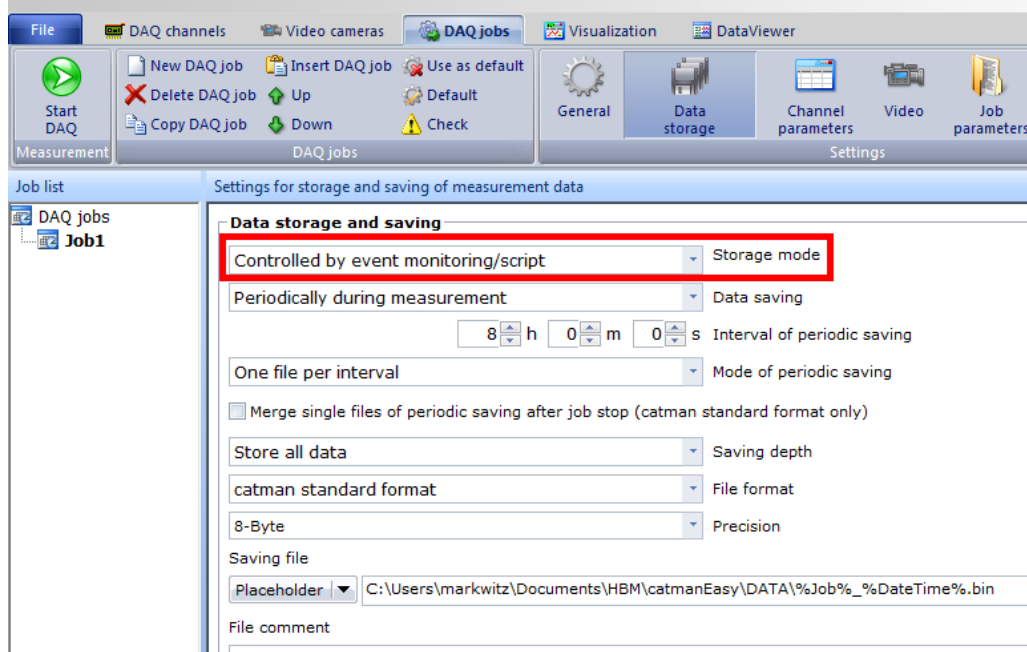 File DAQ channels Video cameras DAQ jobs Visualization DataViewer
New DAQ job Insert DAQ job Use as default
Delete DAQ job Up Default
Copy DAQ job Down Check
Start
DAQ
General
Data
storage
Channel
parameters
Video
Job
parameters
Measurement DAQ jobs Settings
Job list Settings for storage and saving of measurement data
DAQ jobs
Job1
Data storage and saving
Controlled by event monitoring/script Storage mode
Periodically during measurement Data saving
8 h 0 m 0 s Interval of periodic saving
One file per interval Mode of periodic saving
Merge single files of periodic saving after job stop (catman standard format only)
Store all data Saving depth
catman standard format File format
8-Byte Precision
Saving file
Placeholder C:\Users\markwitz\Documents\HBM\catmanEasy\DATA\%Job%_%DateTime%.bin
File comment